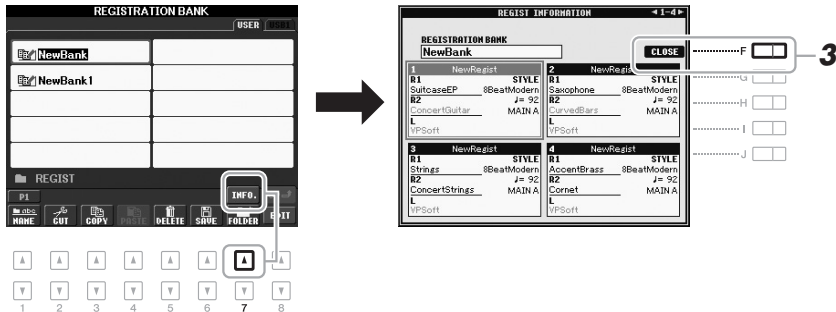 REGISTRATION BANK
USER
NewBank
NewBank1
REGIST
P1
INFO.
NAME CUT COPY PASTE DELETE SAVE FOLDER EDIT
1 2 3 4 5 6 7 8
REGIST INFORMATION
1-4
REGISTRATION BANK
NewBank
CLOSE
F
3
G
H
I
J
1 NewRegist
R1 STYLE
SuitcaseEP 8BeatModern
R2 ♩= 92
ConcertGuitar MAIN A
L
VPSoft
2 NewRegist
R1 STYLE
Saxophone 8BeatModern
R2 ♩= 92
CurvedBars MAIN A
L
VPSoft
3 NewRegist
R1 STYLE
Strings 8BeatModern
R2 ♩= 92
ConcertStrings MAIN A
L
VPSoft
4 NewRegist
R1 STYLE
AccentBrass 8BeatModern
R2 ♩= 92
Cornet MAIN A
L
VPSoft